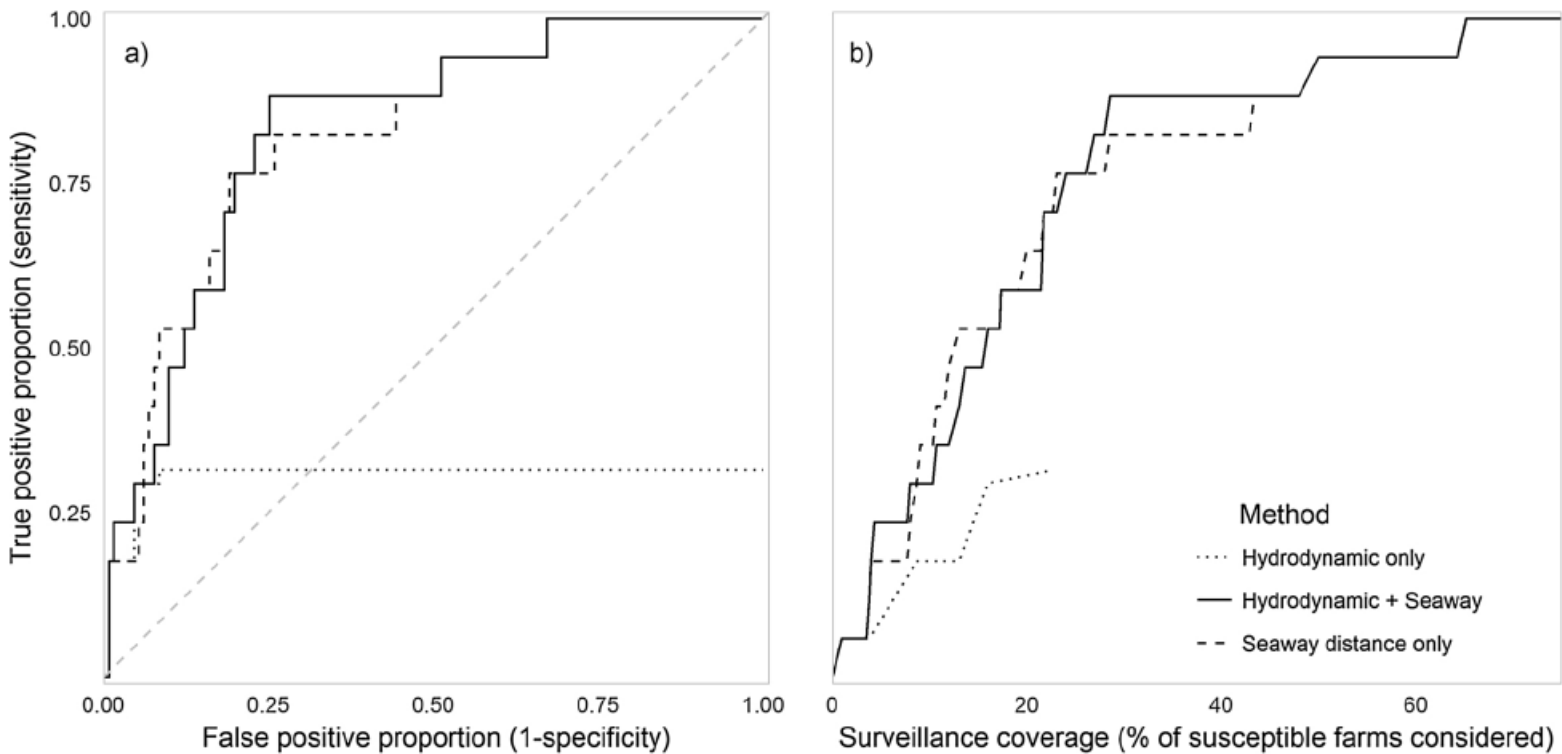 a)
True positive proportion (sensitivity)
1.00
0.75
0.50
0.25
0.00
0.25
0.50
0.75
1.00
False positive proportion (1-specificity)
b)
Method
Hydrodynamic only
Hydrodynamic + Seaway
Seaway distance only
0
20
40
60
Surveillance coverage (% of susceptible farms considered)